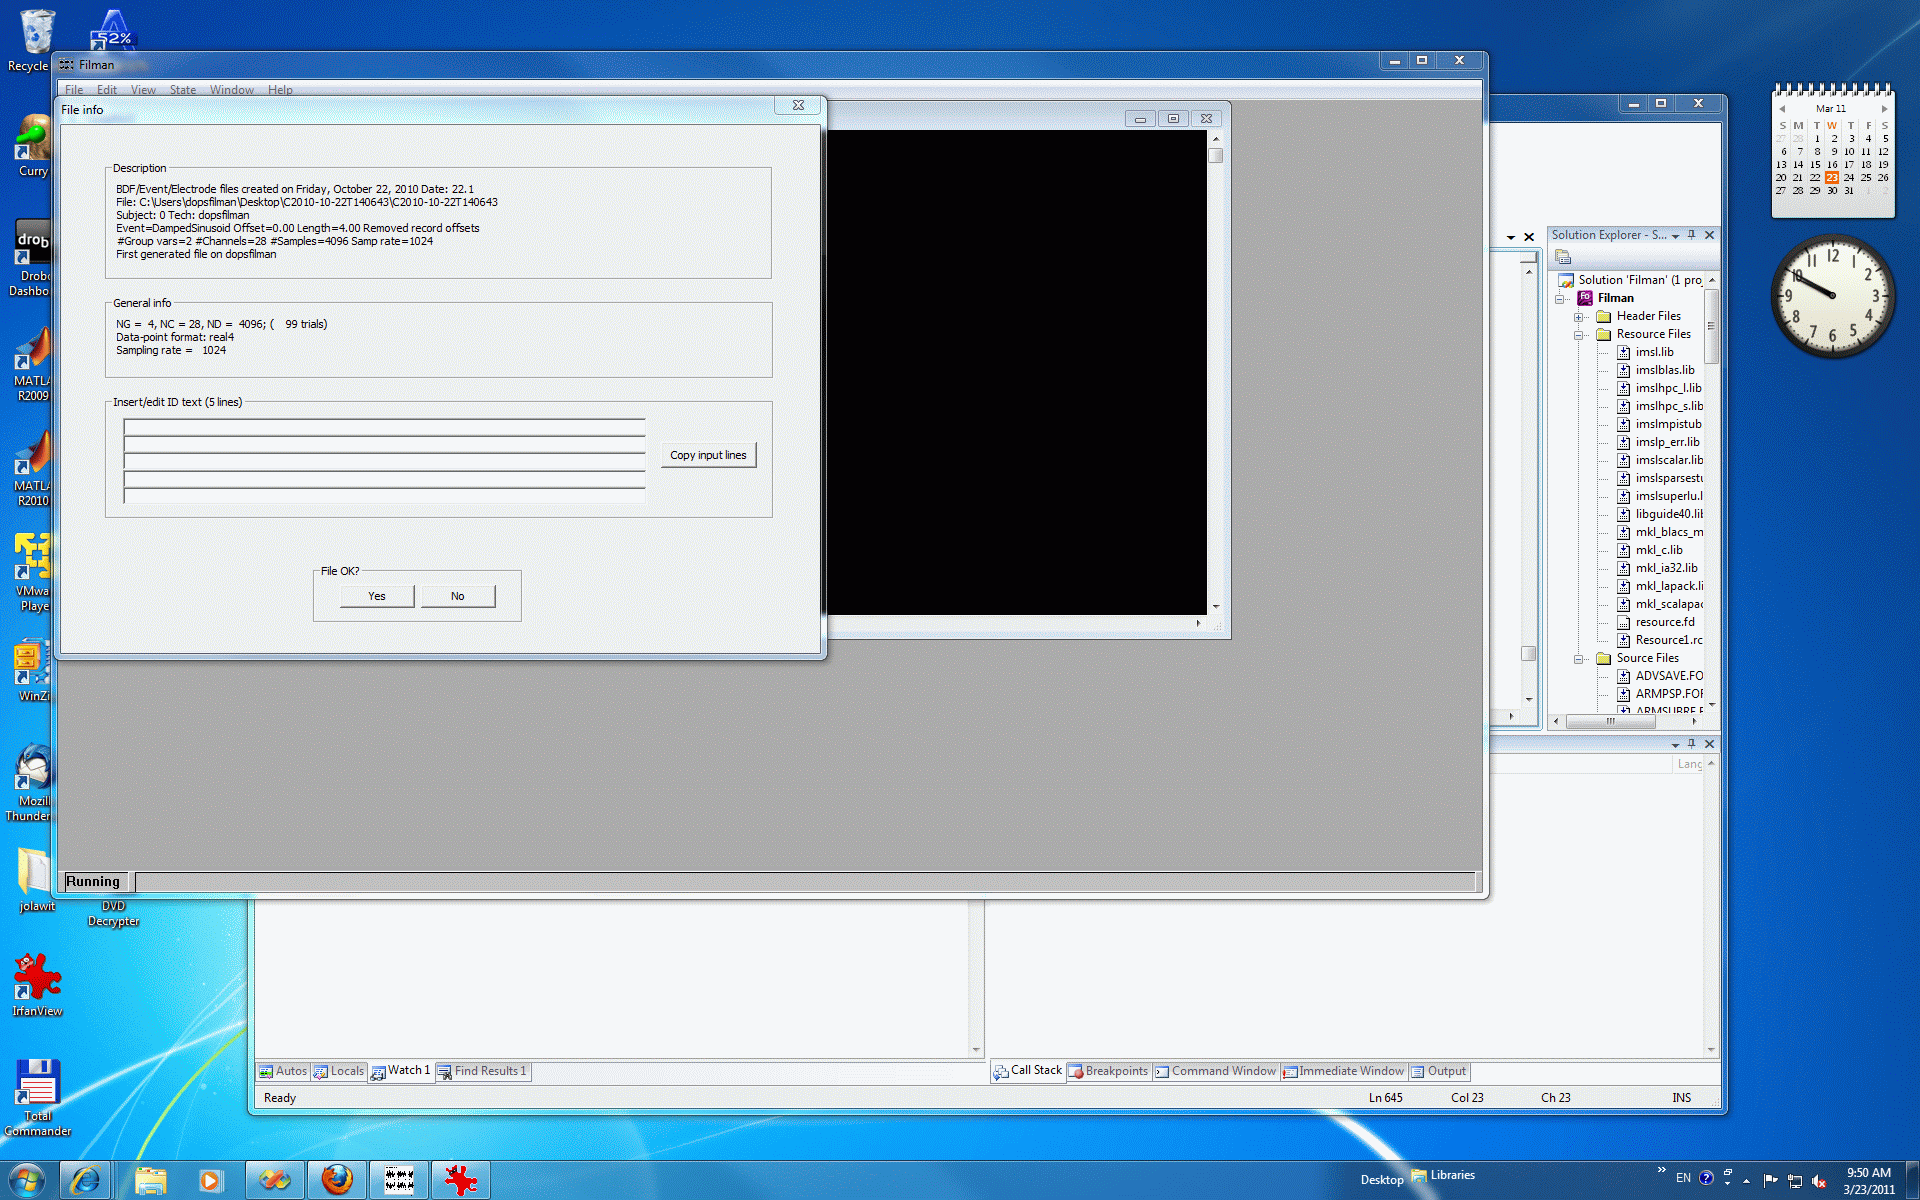 Recycle
52%
Curry
Drobo
Dashbo
MATLA
R2009
MATLA
R2010
VMwa
Playe
WinZi
Mozill
Thunder
jolawit
DVD
Decrypter
IrfanView
Total
Commander
Filman
File Edit View State Window Help
File info
Description
BDF/Event/Electrode files created on Friday, October 22, 2010 Date: 22.1
File: C:\Users\dopsfilman\Desktop\C2010-10-22T140643\C2010-10-22T140643
Subject: 0 Tech: dopsfilman
Event=DampedSinusoid Offset=0.00 Length=4.00 Removed record offsets
#Group vars=2 #Channels=28 #Samples=4096 Samp rate=1024
First generated file on dopsfilman
General info
NG = 4, NC = 28, ND = 4096; ( 99 trials)
Data-point format: real4
Sampling rate = 1024
Insert/edit ID text (5 lines)
Copy input lines
File OK?
Yes No
Running
Solution Explorer - S...
Solution 'Filman' (1 proj
Filman
Header Files
Resource Files
imsl.lib
imslblas.lib
imslhpc_l.lib
imslhpc_s.lib
imslmpistub
imslp_err.lib
imslscalar.lib
imslsparsestu
imslsuperlu.l
libguide40.lib
mkl_blacs_m
mkl_c.lib
mkl_ia32.lib
mkl_lapack.li
mkl_scalapac
resource.fd
Resource1.rc
Source Files
ADVSAVE.FO
ARMPSP.FOR
ARMSUBRE.F
Lang
Autos Locals Watch 1 Find Results 1
Call Stack Breakpoints Command Window Immediate Window Output
Ready Ln 645 Col 23 Ch 23 INS
Mar 11
S M T W T F S
27 28 1 2 3 4 5
6 7 8 9 10 11 12
13 14 15 16 17 18 19
20 21 22 23 24 25 26
27 28 29 30 31 1 2
12 1 2 3 4 5 6 7 8 9 10 11
Desktop Libraries
EN
9:50 AM
3/23/2011